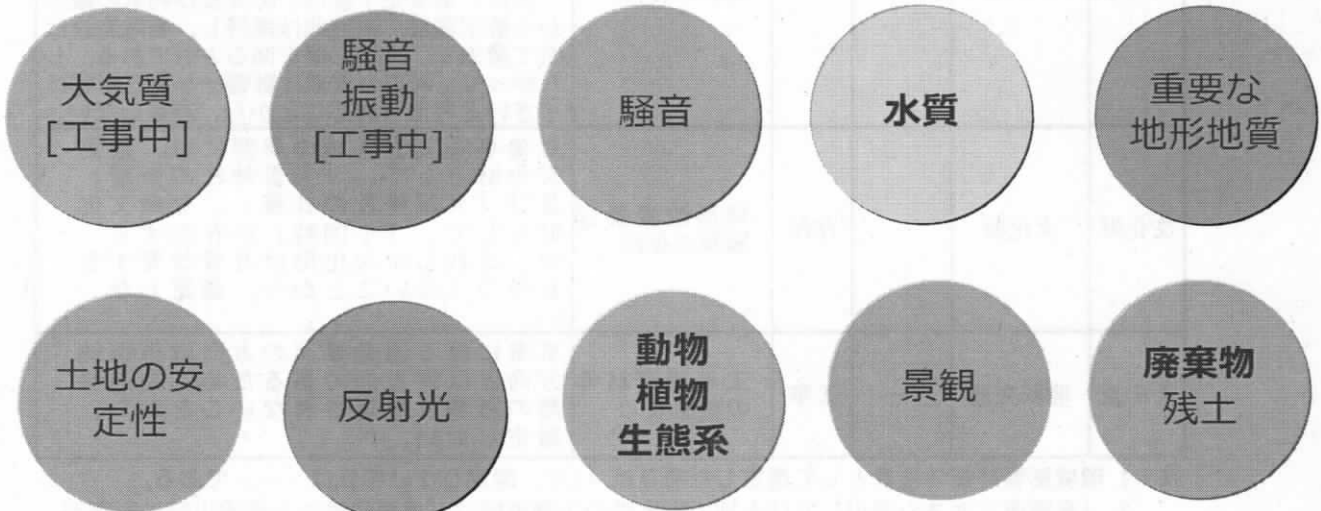 大気質
[工事中]
騒音
振動
[工事中]
騒音
水質
重要な
地形地質
土地の安
定性
反射光
動物
植物
生態系
景観
廃棄物
残土